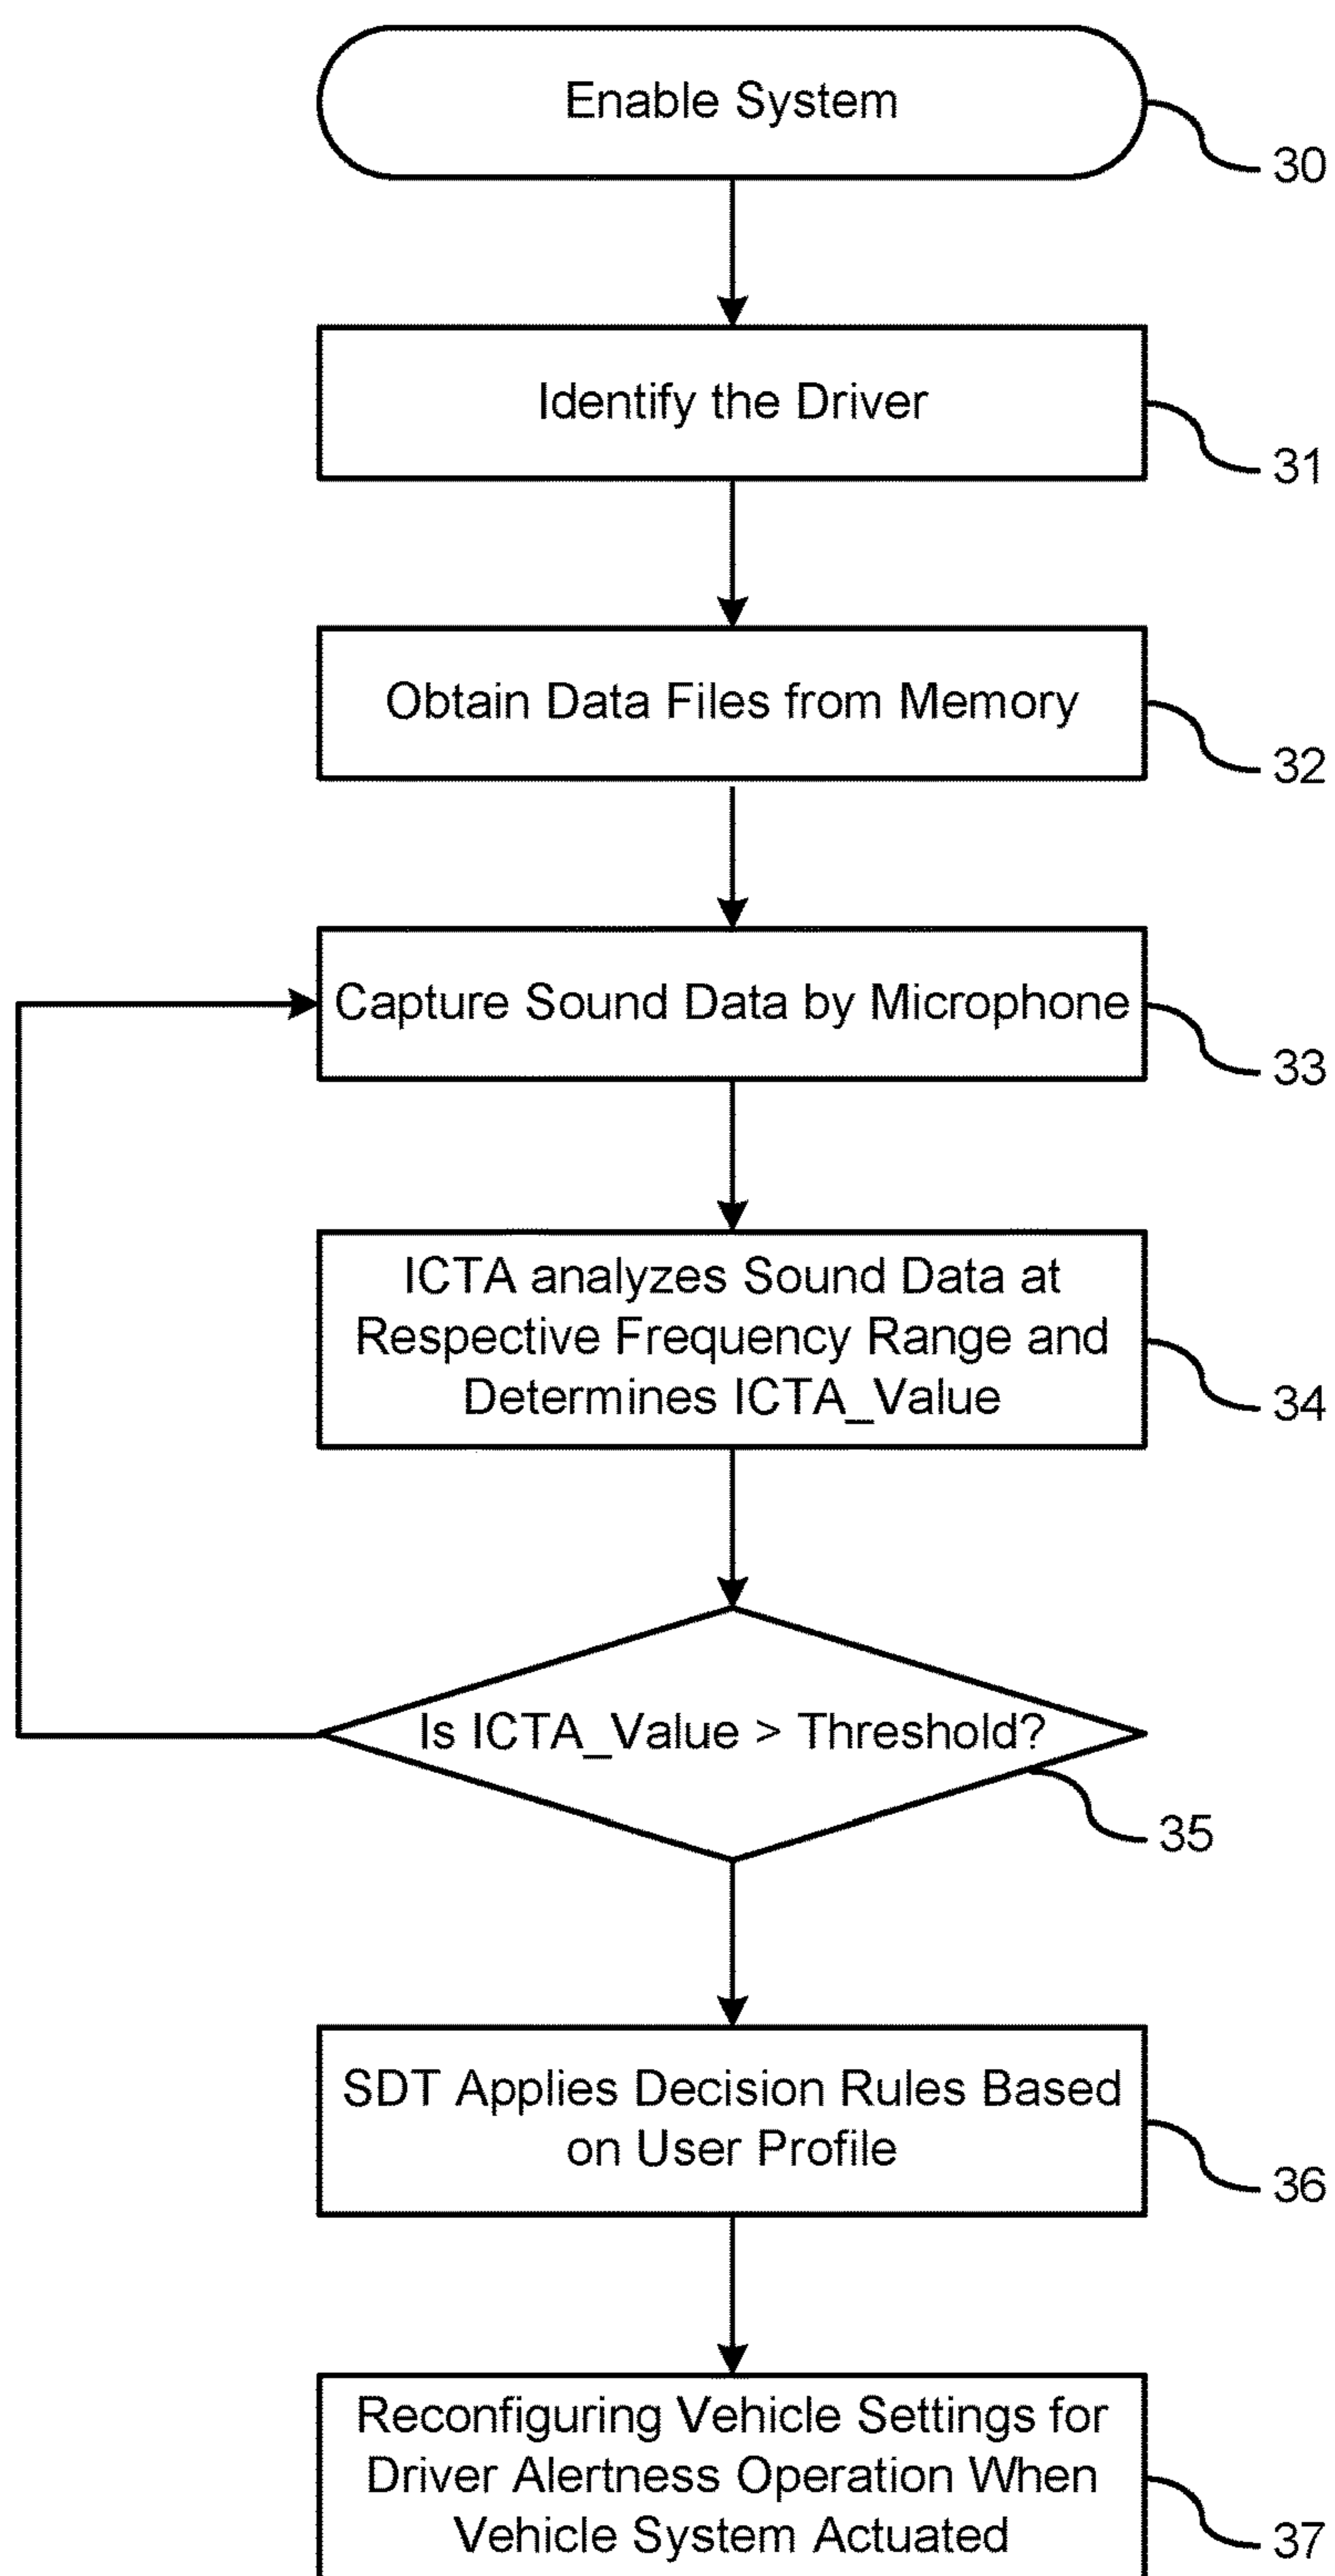 Enable System
30
Identify the Driver
31
Obtain Data Files from Memory
32
Capture Sound Data by Microphone
33
ICTA analyzes Sound Data at
Respective Frequency Range and
Determines ICTA_Value
34
Is ICTA_Value > Threshold?
35
SDT Applies Decision Rules Based
on User Profile
36
Reconfiguring Vehicle Settings for
Driver Alertness Operation When
Vehicle System Actuated
37